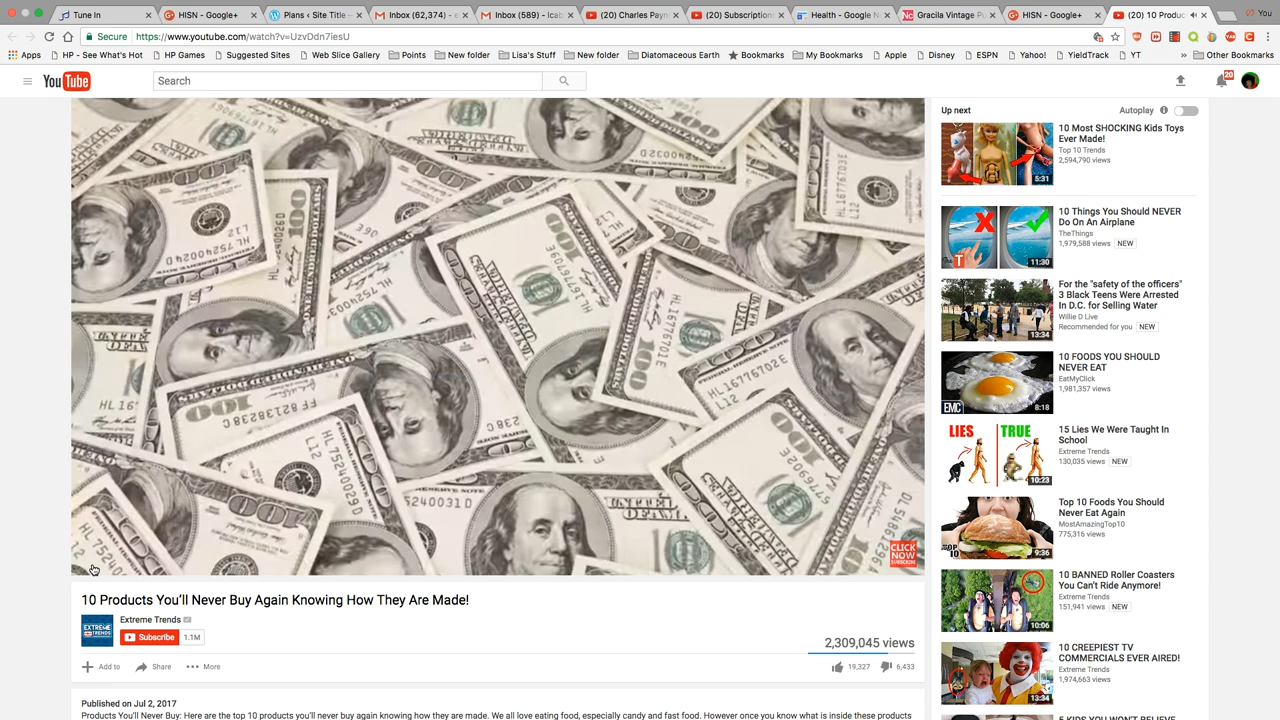 Tune In
HISN - Google+
Plans ‹ Site Title —
Inbox (62,374) - e
Inbox (589) - lcab
(20) Charles Payn
(20) Subscription
Health - Google N
Gracila Vintage P
HISN - Google+
(20) 10 Produc
You
Secure
https://www.youtube.com/watch?v=UzvDdn7iesU
Apps
HP - See What's Hot
HP Games
Suggested Sites
Web Slice Gallery
Points
New folder
Lisa's Stuff
New folder
Diatomaceous Earth
Bookmarks
My Bookmarks
Apple
Disney
ESPN
Yahoo!
YieldTrack
YT
»
Other Bookmarks
YouTube
Search
20
CLICK
NOW
SUBSCRIBE
10 Products You'll Never Buy Again Knowing How They Are Made!
EXTREME
TRENDS
Extreme Trends
Subscribe
1.1M
2,309,045 views
Add to
Share
More
19,327
6,433
Published on Jul 2, 2017
Products You'll Never Buy: Here are the top 10 products you'll never buy again knowing how they are made. We all love eating food, especially candy and fast food. However once you know what is inside these products
Up next
Autoplay
10 Most SHOCKING Kids Toys
Ever Made!
Top 10 Trends
2,594,790 views
5:31
10 Things You Should NEVER
Do On An Airplane
TheThings
1,979,588 views
NEW
11:30
For the "safety of the officers"
3 Black Teens Were Arrested
In D.C. for Selling Water
Willie D Live
Recommended for you
NEW
13:34
10 FOODS YOU SHOULD
NEVER EAT
EatMyClick
1,981,357 views
EMC
8:18
15 Lies We Were Taught In
School
Extreme Trends
130,035 views
NEW
LIES
TRUE
10:23
Top 10 Foods You Should
Never Eat Again
MostAmazingTop10
775,316 views
TOP
10
9:36
10 BANNED Roller Coasters
You Can't Ride Anymore!
Extreme Trends
151,941 views
NEW
10:06
10 CREEPIEST TV
COMMERCIALS EVER AIRED!
Extreme Trends
1,974,663 views
13:34